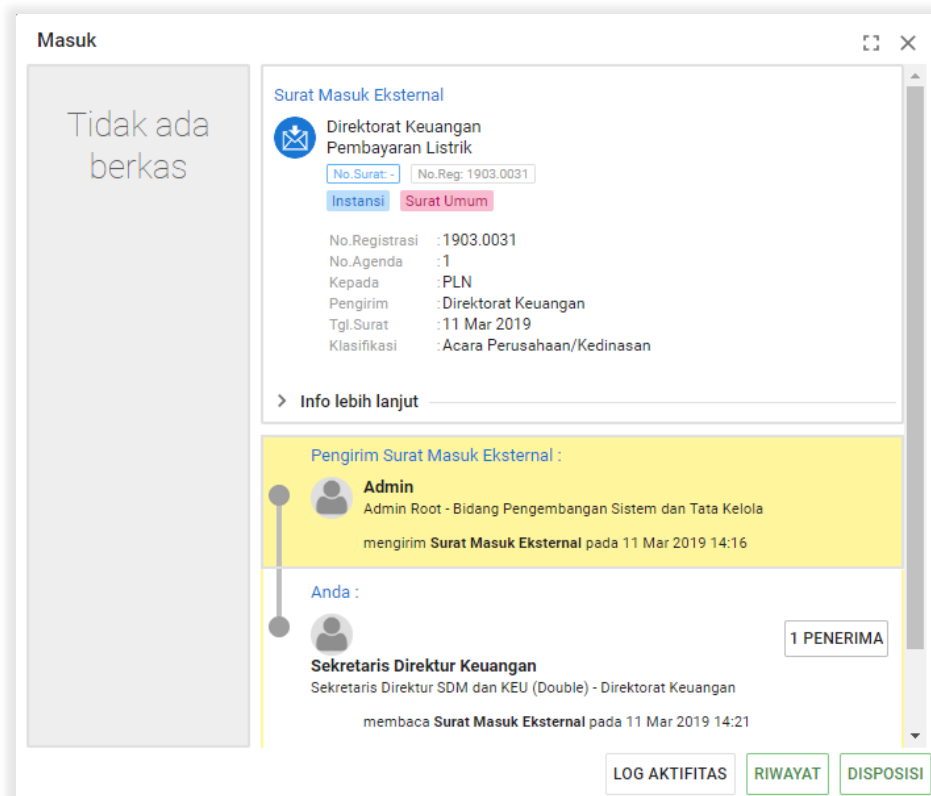 Masuk
Tidak ada
berkas
Surat Masuk Eksternal
Direktorat Keuangan
Pembayaran Listrik
No.Surat: - No.Reg: 1903.0031
Instansi Surat Umum
No.Registrasi : 1903.0031
No.Agenda : 1
Kepada : PLN
Pengirim : Direktorat Keuangan
Tgl.Surat : 11 Mar 2019
Klasifikasi : Acara Perusahaan/Kedinasan
Info lebih lanjut
Pengirim Surat Masuk Eksternal :
Admin
Admin Root - Bidang Pengembangan Sistem dan Tata Kelola
mengirim Surat Masuk Eksternal pada 11 Mar 2019 14:16
Anda :
1 PENERIMA
Sekretaris Direktur Keuangan
Sekretaris Direktur SDM dan KEU (Double) - Direktorat Keuangan
membaca Surat Masuk Eksternal pada 11 Mar 2019 14:21
LOG AKTIFITAS RIWAYAT DISPOSISI